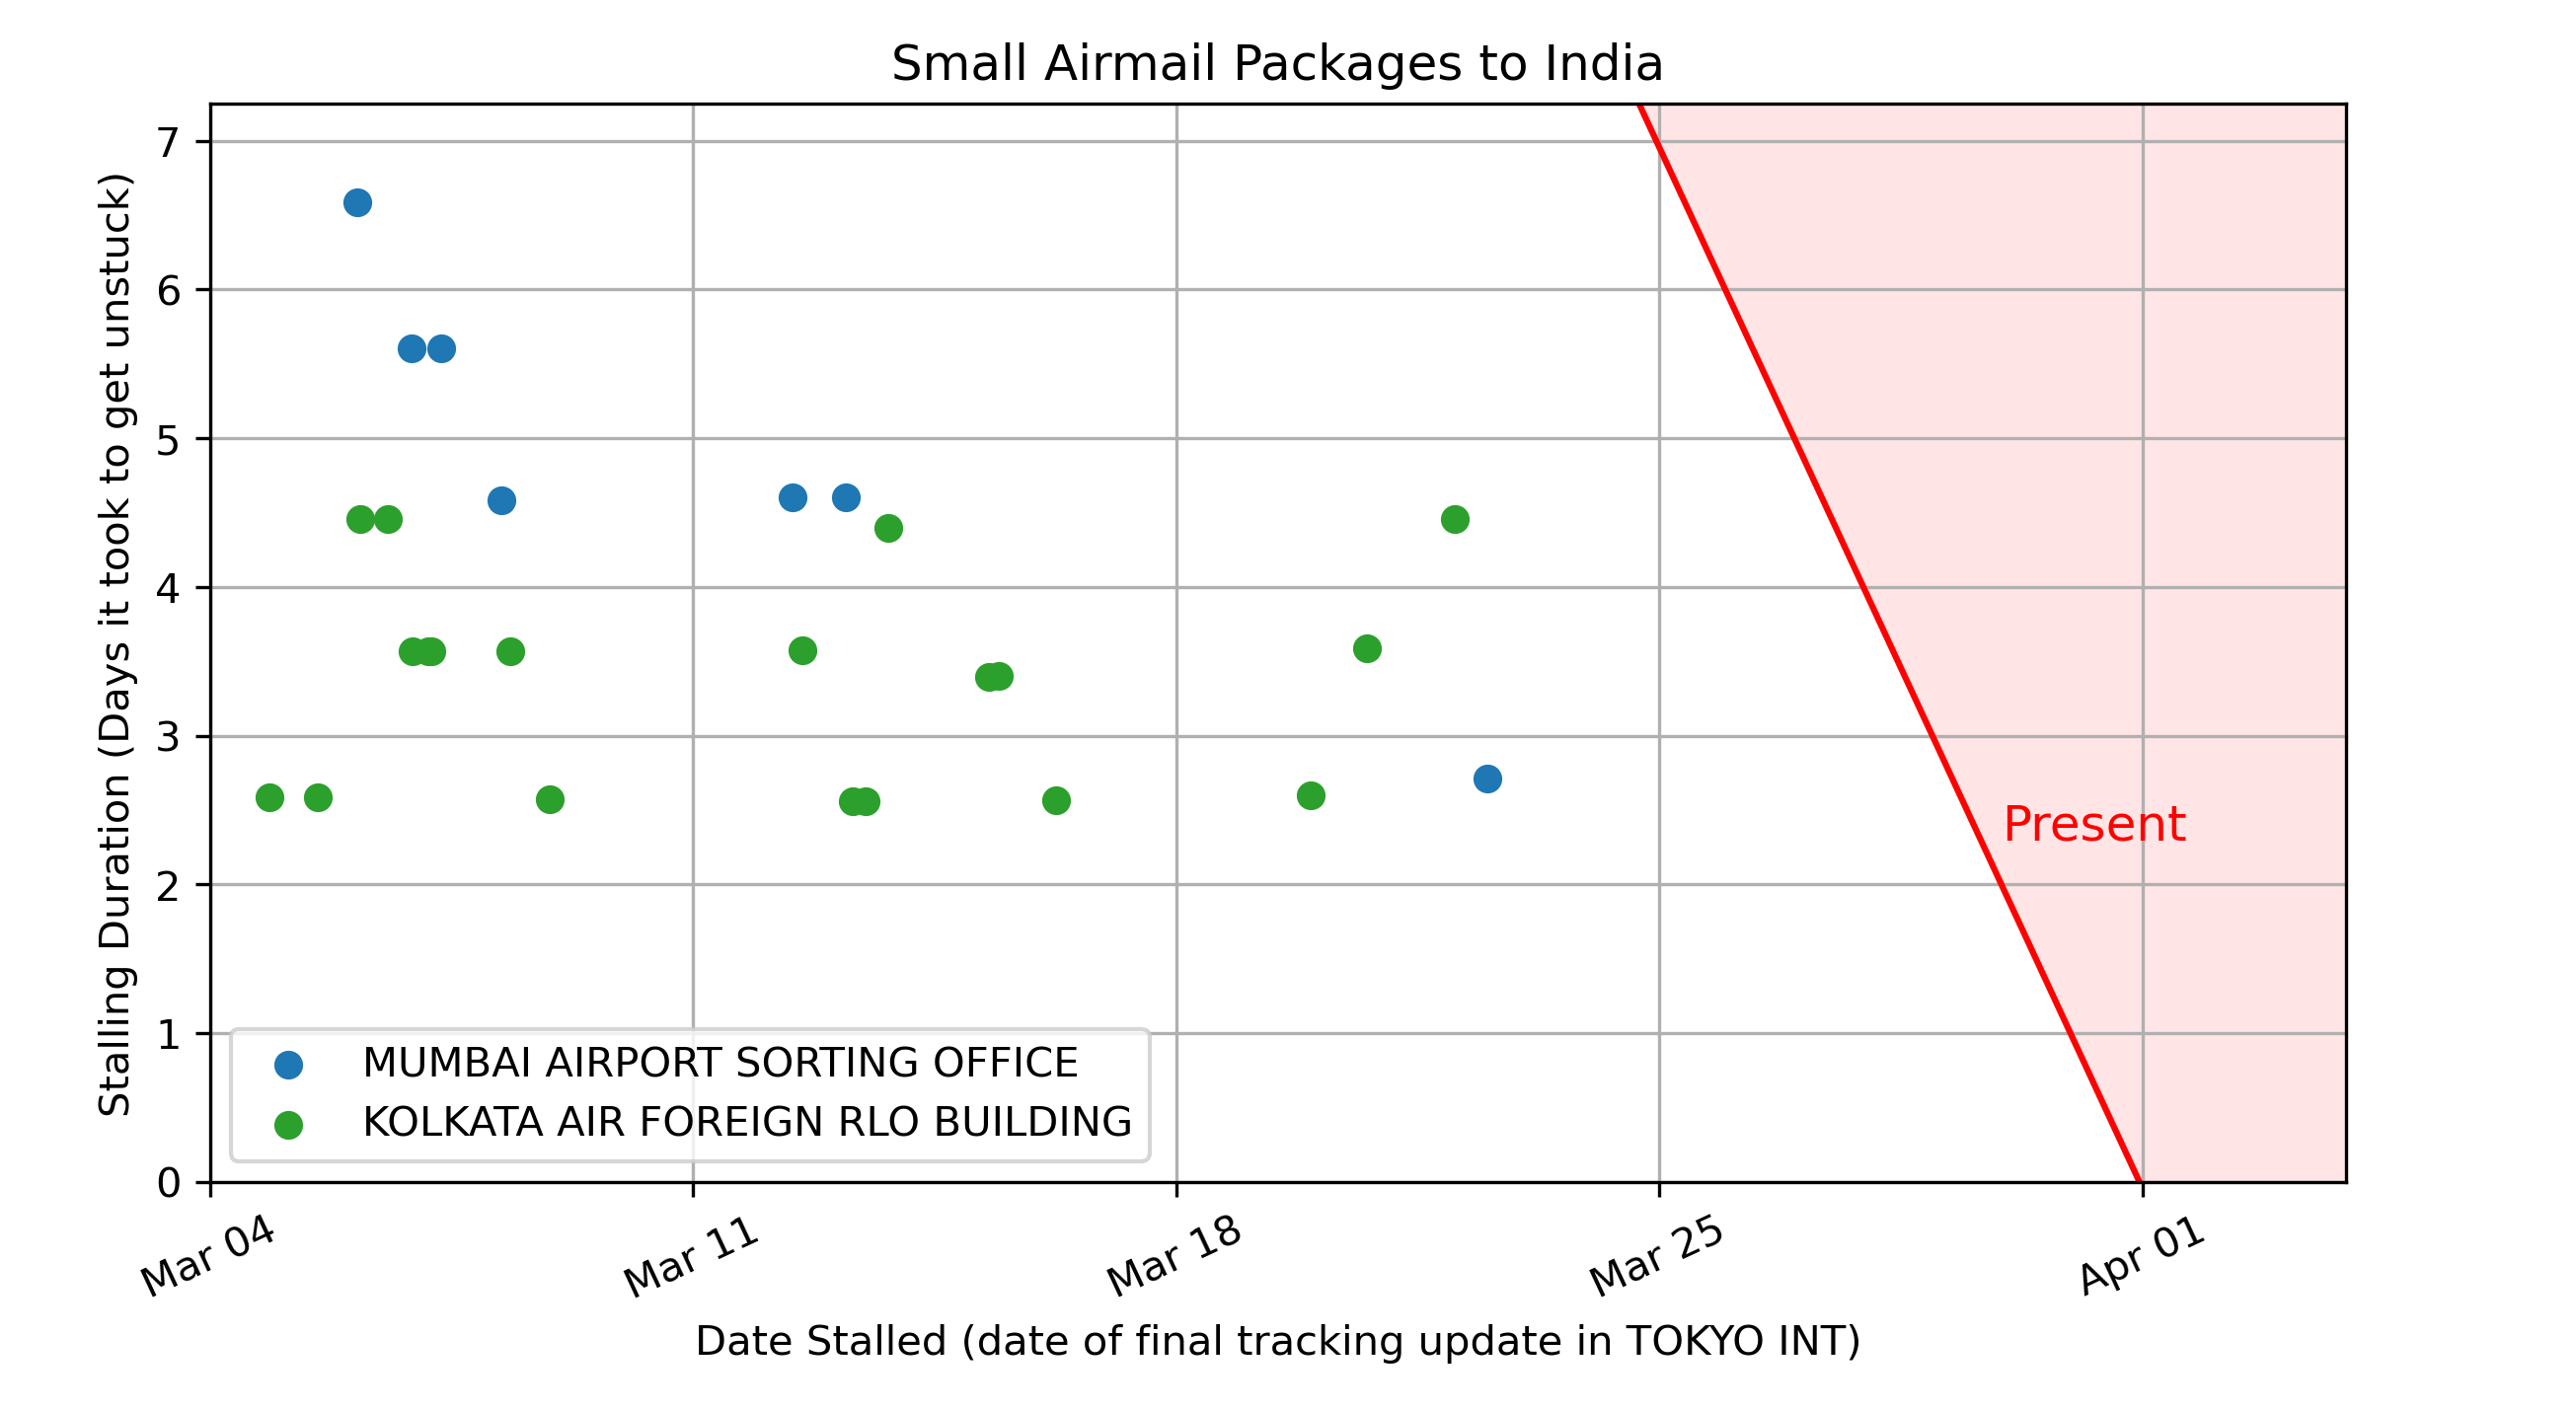 Small Airmail Packages to India
Stalling Duration (Days it took to get unstuck)
7
6
5
4
3
2
1
0
Present
MUMBAI AIRPORT SORTING OFFICE
KOLKATA AIR FOREIGN RLO BUILDING
Mar 04
Mar 11
Mar 18
Mar 25
Apr 01
Date Stalled (date of final tracking update in TOKYO INT)